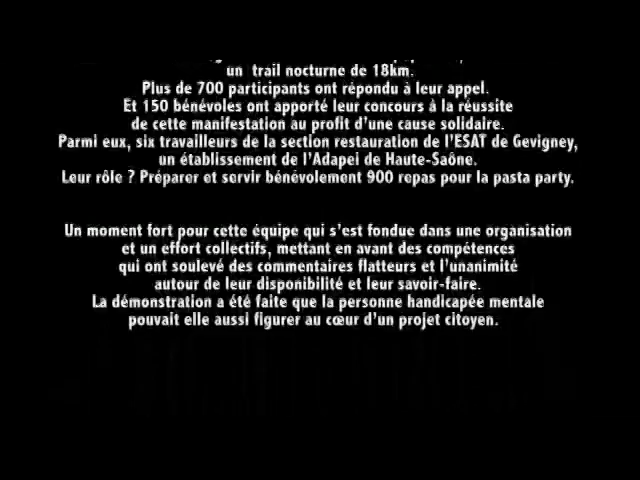 un trail nocturne de 18km.
Plus de 700 participants ont répondu à leur appel.
Et 150 bénévoles ont apporté leur concours à la réussite
de cette manifestation au profit d'une cause solidaire.
Parmi eux, six travailleurs de la section restauration de l'ESAT de Gevigney,
un établissement de l'Adapei de Haute-Saône.
Leur rôle ? Préparer et servir bénévolement 900 repas pour la pasta party.
Un moment fort pour cette équipe qui s'est fondue dans une organisation
et un effort collectifs, mettant en avant des compétences
qui ont soulevé des commentaires flatteurs et l'unanimité
autour de leur disponibilité et leur savoir-faire.
La démonstration a été faite que la personne handicapée mentale
pouvait elle aussi figurer au cœur d'un projet citoyen.